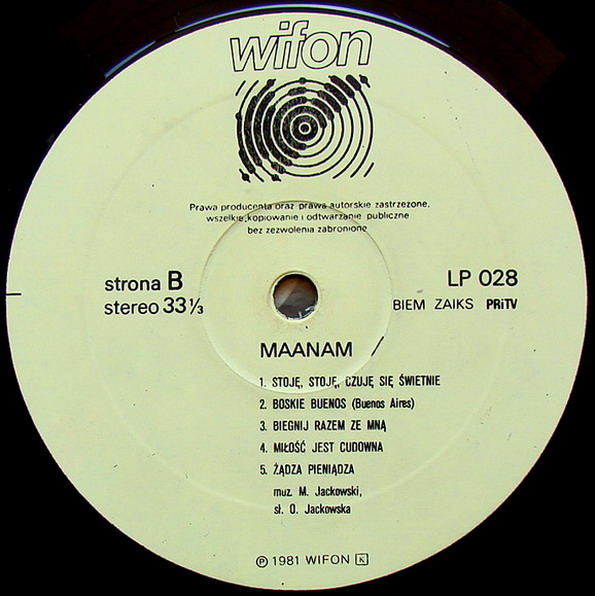 wifon
Prawa producenta oraz prawa autorskie zastrzeżone,
wszelkie kopiowanie i odtwarzanie publiczne
bez zezwolenia zabronione
strona B
LP 028
stereo 33 1/3
BIEM ZAIKS PRiTV
MAANAM
1. STOJĘ, STOJĘ, CZUJĘ SIĘ ŚWIETNIE
2. BOSKIE BUENOS (Buenos Aires)
3. BIEGNIJ RAZEM ZE MNĄ
4. MIŁOŚĆ JEST CUDOWNA
5. ŻĄDZA PIENIĄDZA
muz. M. Jackowski,
sł. O. Jackowska
℗ 1981 WIFON K